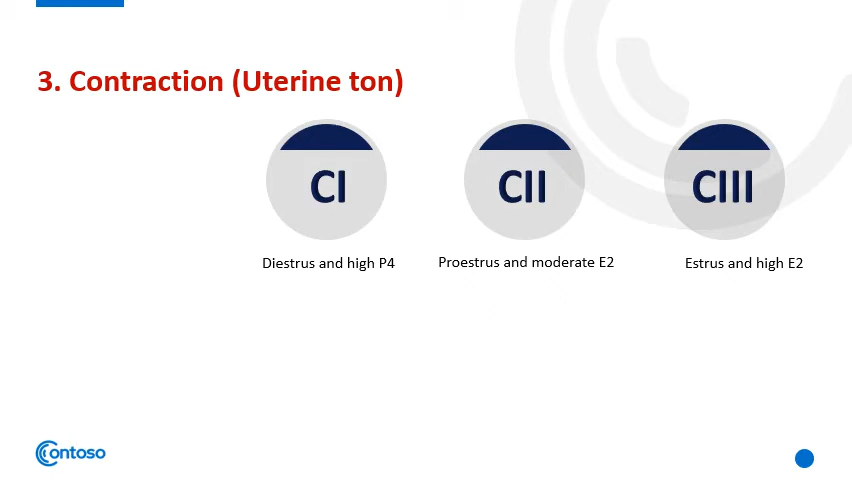 3. Contraction (Uterine ton)
CI
CII
CIII
Diestrus and high P4
Proestrus and moderate E2
Estrus and high E2
Contoso